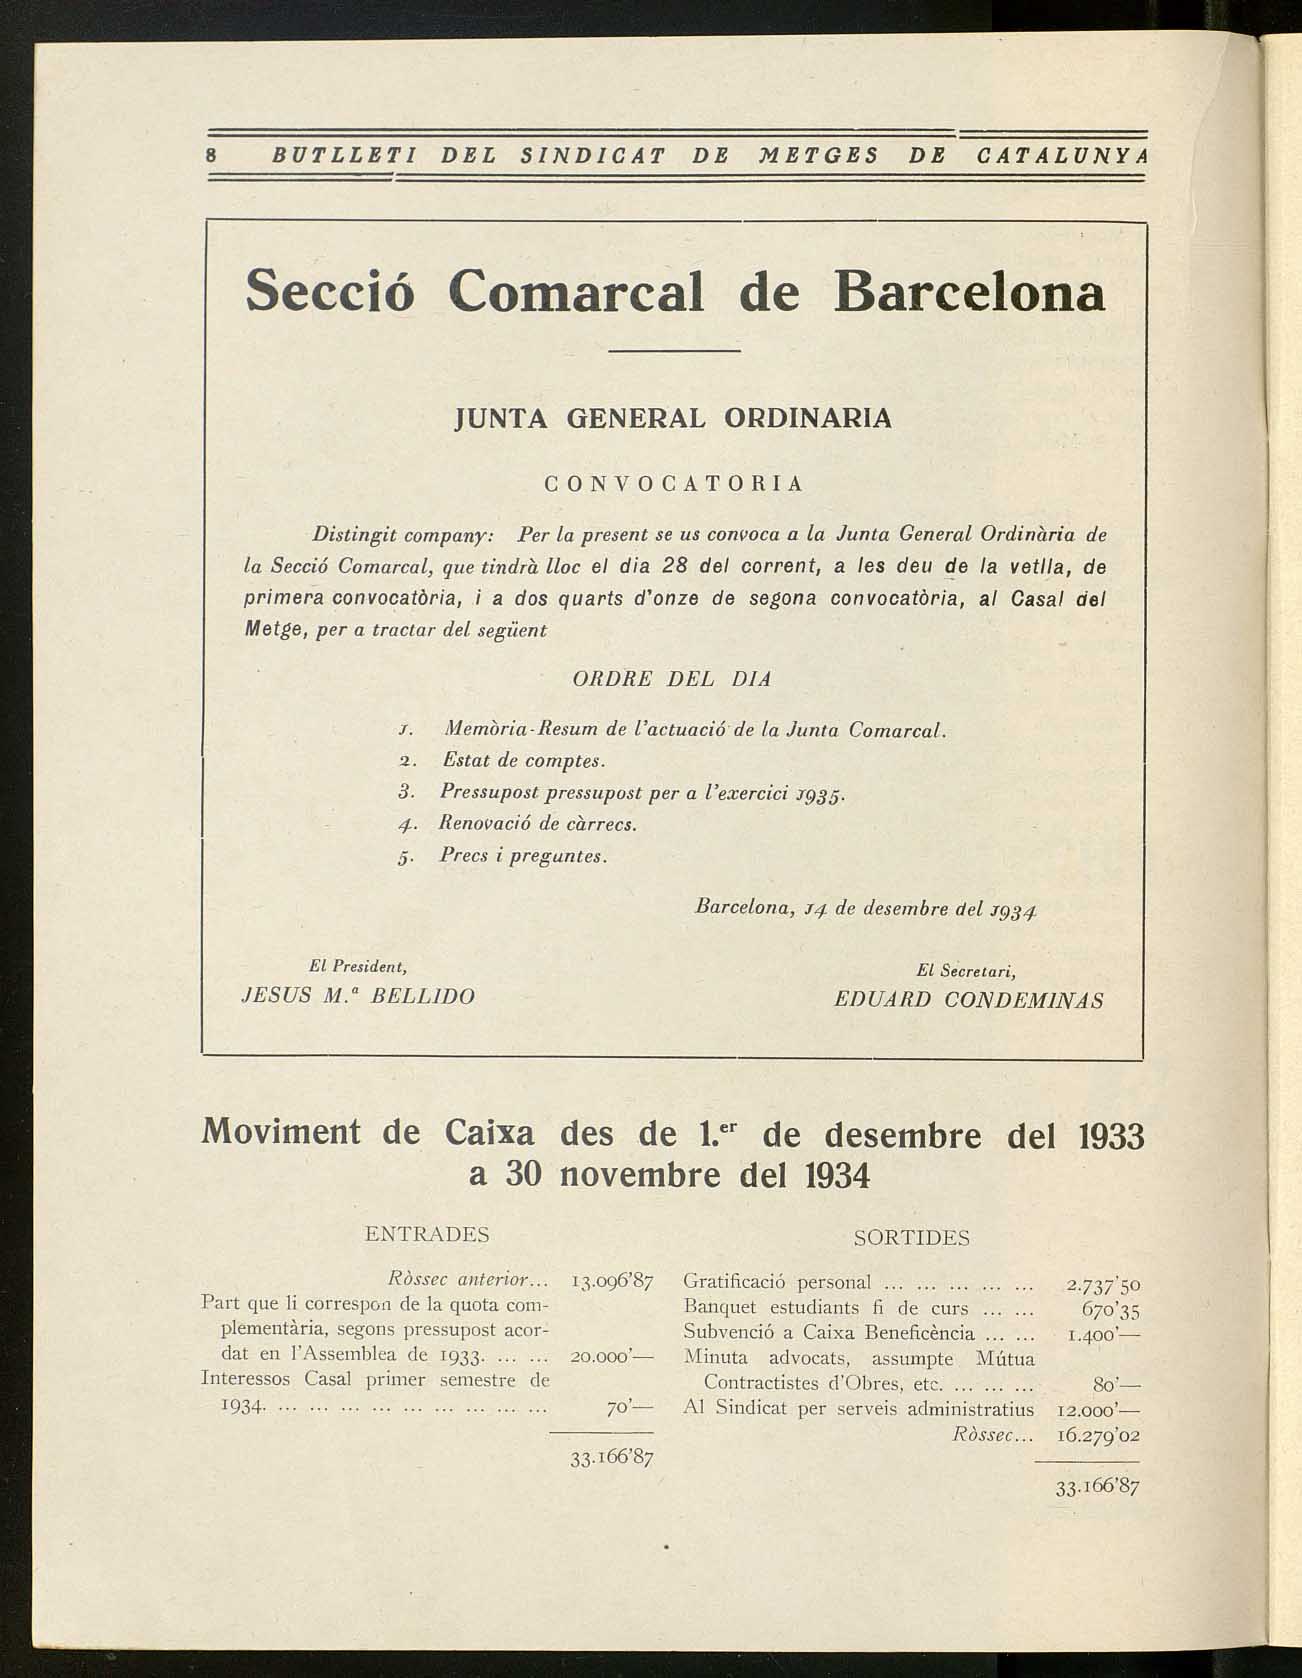 8 BUTLLETI DEL SINDICAT DE METGES DE CATALUNYA
Secció Comarcal de Barcelona
JUNTA GENERAL ORDINARIA
CONVOCATORIA
Distingit company: Per la present se us convoca a la Junta General Ordinària de
la Secció Comarcal, que tindrà lloc el dia 28 del corrent, a les deu de la vetlla, de
primera convocatòria, i a dos quarts d'onze de segona convocatòria, al Casal del
Metge, per a tractar del següent
ORDRE DEL DIA
1. Memòria-Resum de l'actuació de la Junta Comarcal.
2. Estat de comptes.
3. Pressupost pressupost per a l'exercici 1935.
4. Renovació de càrrecs.
5. Precs i preguntes.
Barcelona, 14 de desembre del 1934
El President,
JESUS M.ª BELLIDO
El Secretari,
EDUARD CONDEMINAS
Moviment de Caixa des de 1.er de desembre del 1933
a 30 novembre del 1934
ENTRADES
Ròssec anterior... 13.096'87
Part que li correspon de la quota com-
plementària, segons pressupost acor-
dat en l'Assemblea de 1933. ... ... 20.000'—
Interessos Casal primer semestre de
1934. ... ... ... ... ... ... ... ... ... 70'—
33.166'87
SORTIDES
Gratificació personal ... ... ... ... ... 2.737'50
Banquet estudiants fi de curs ... ... 670'35
Subvenció a Caixa Beneficència ... ... 1.400'—
Minuta advocats, assumpte Mútua
Contractistes d'Obres, etc. ... ... ... 80'—
Al Sindicat per serveis administratius 12.000'—
Ròssec... 16.279'02
33.166'87